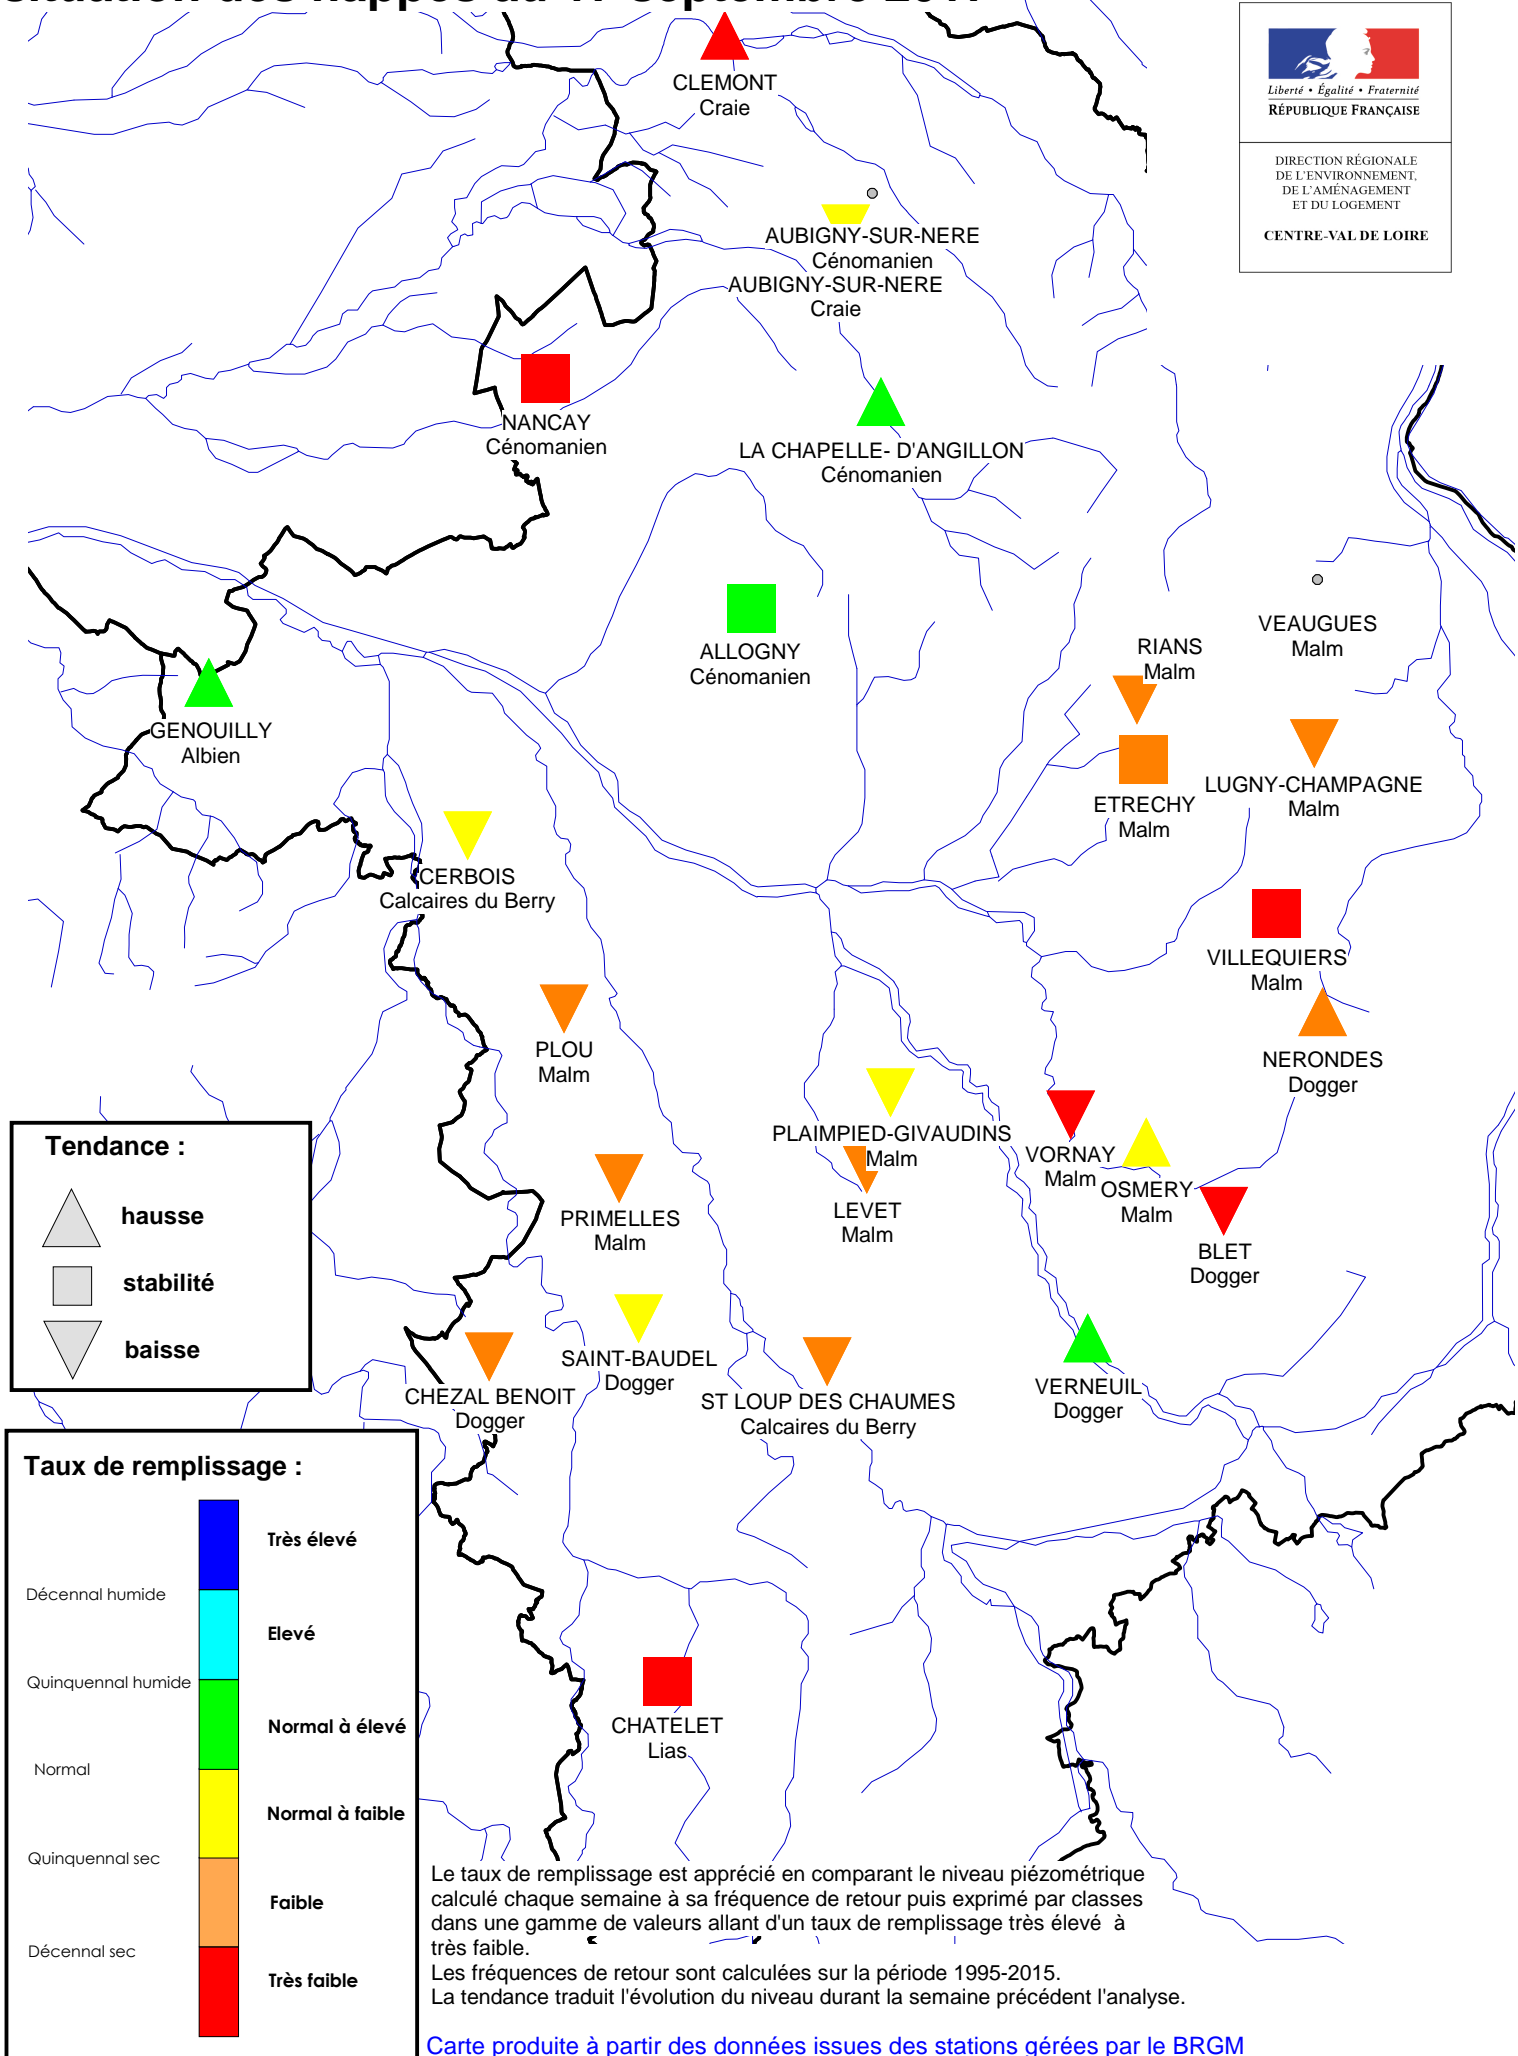 CLEMONT
Craie
Liberté • Égalité • Fraternité
RÉPUBLIQUE FRANÇAISE
DIRECTION RÉGIONALE
DE L'ENVIRONNEMENT,
DE L'AMÉNAGEMENT
ET DU LOGEMENT
CENTRE-VAL DE LOIRE
AUBIGNY-SUR-NERE
Cénomanien
AUBIGNY-SUR-NERE
Craie
NANCAY
Cénomanien
LA CHAPELLE- D'ANGILLON
Cénomanien
ALLOGNY
Cénomanien
VEAUGUES
Malm
RIANS
Malm
GENOUILLY
Albien
LUGNY-CHAMPAGNE
Malm
ETRECHY
Malm
CERBOIS
Calcaires du Berry
VILLEQUIERS
Malm
PLOU
Malm
NERONDES
Dogger
PLAIMPIED-GIVAUDINS
Malm
VORNAY
Malm
OSMERY
Malm
PRIMELLES
Malm
LEVET
Malm
BLET
Dogger
SAINT-BAUDEL
Dogger
CHEZAL BENOIT
Dogger
ST LOUP DES CHAUMES
Calcaires du Berry
VERNEUIL
Dogger
CHATELET
Lias
Tendance :
hausse
stabilité
baisse
Taux de remplissage :
Très élevé
Décennal humide
Elevé
Quinquennal humide
Normal à élevé
Normal
Normal à faible
Quinquennal sec
Faible
Décennal sec
Très faible
Le taux de remplissage est apprécié en comparant le niveau piézométrique
calculé chaque semaine à sa fréquence de retour puis exprimé par classes
dans une gamme de valeurs allant d'un taux de remplissage très élevé à
très faible.
Les fréquences de retour sont calculées sur la période 1995-2015.
La tendance traduit l'évolution du niveau durant la semaine précédent l'analyse.
Carte produite à partir des données issues des stations gérées par le BRGM